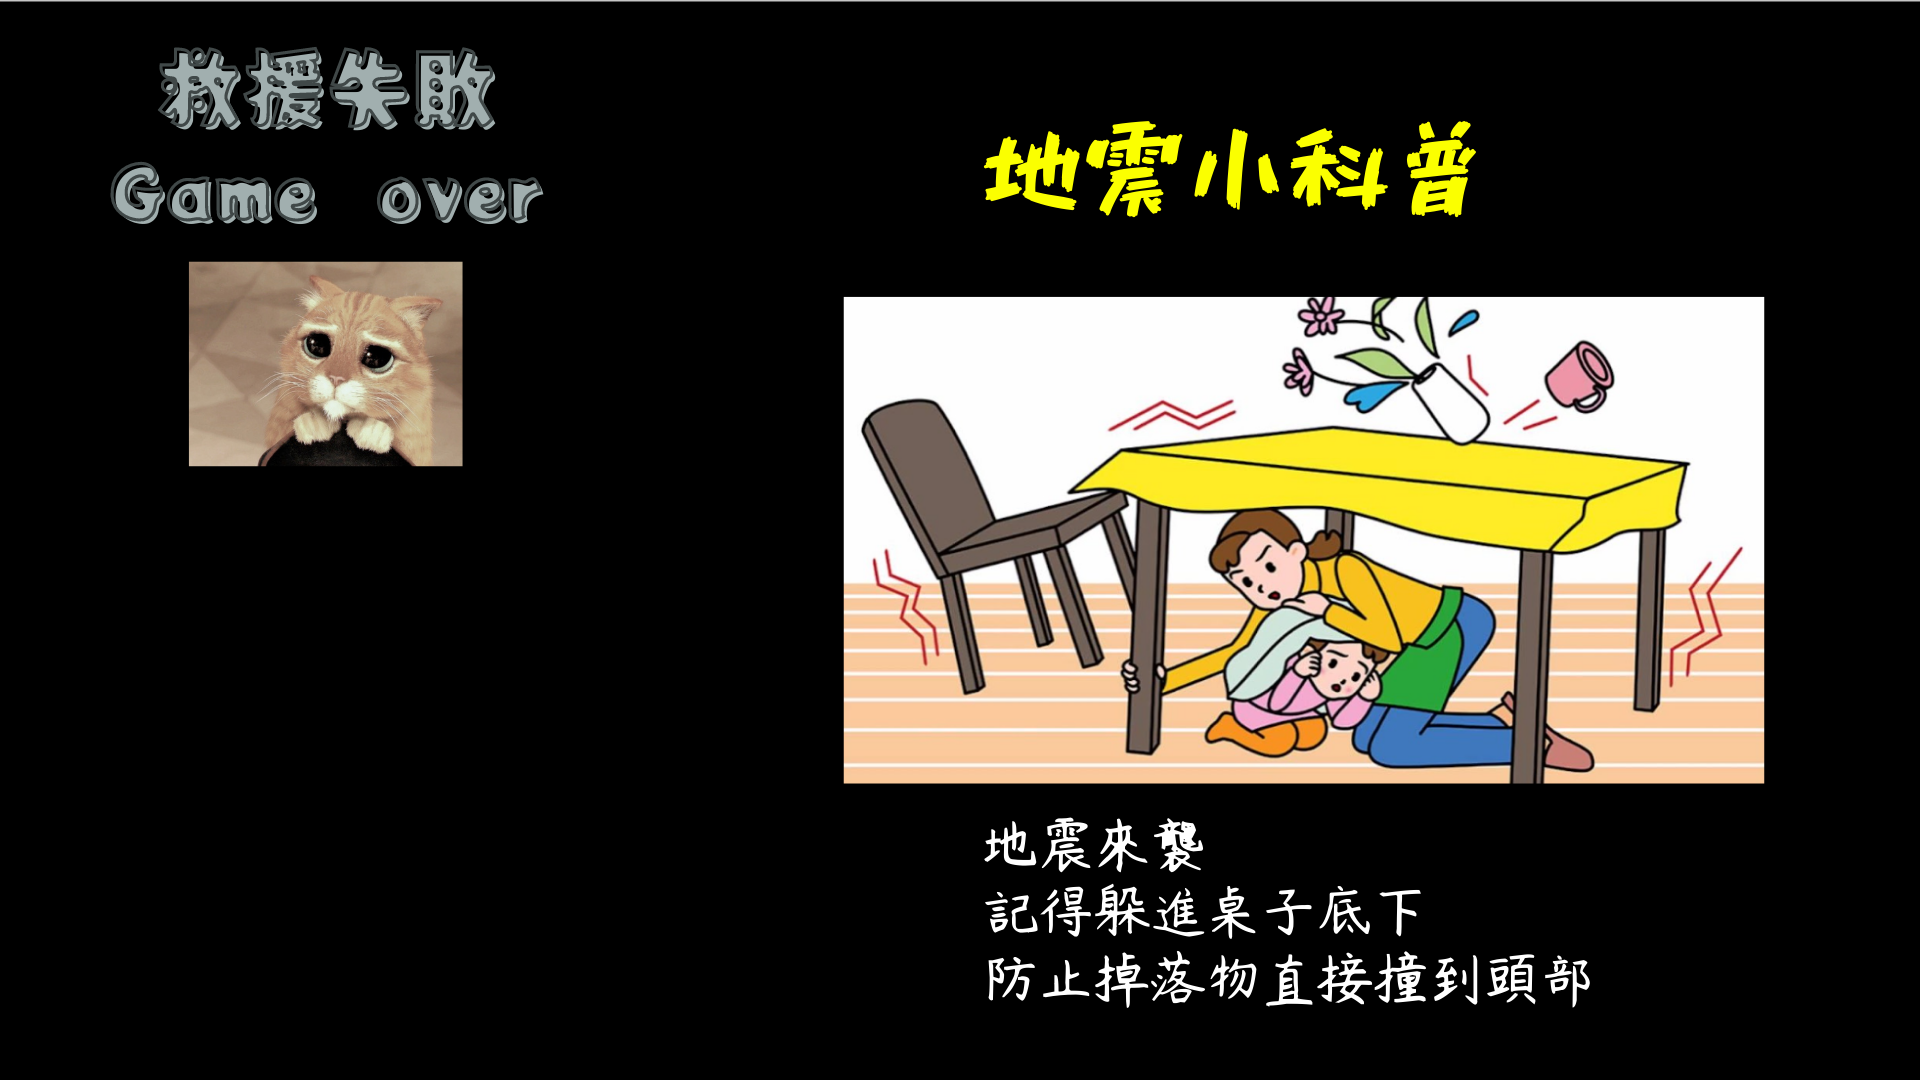 救援失敗
Game over
地震小科普
地震來襲
記得躲進桌子底下
防止掉落物直接撞到頭部